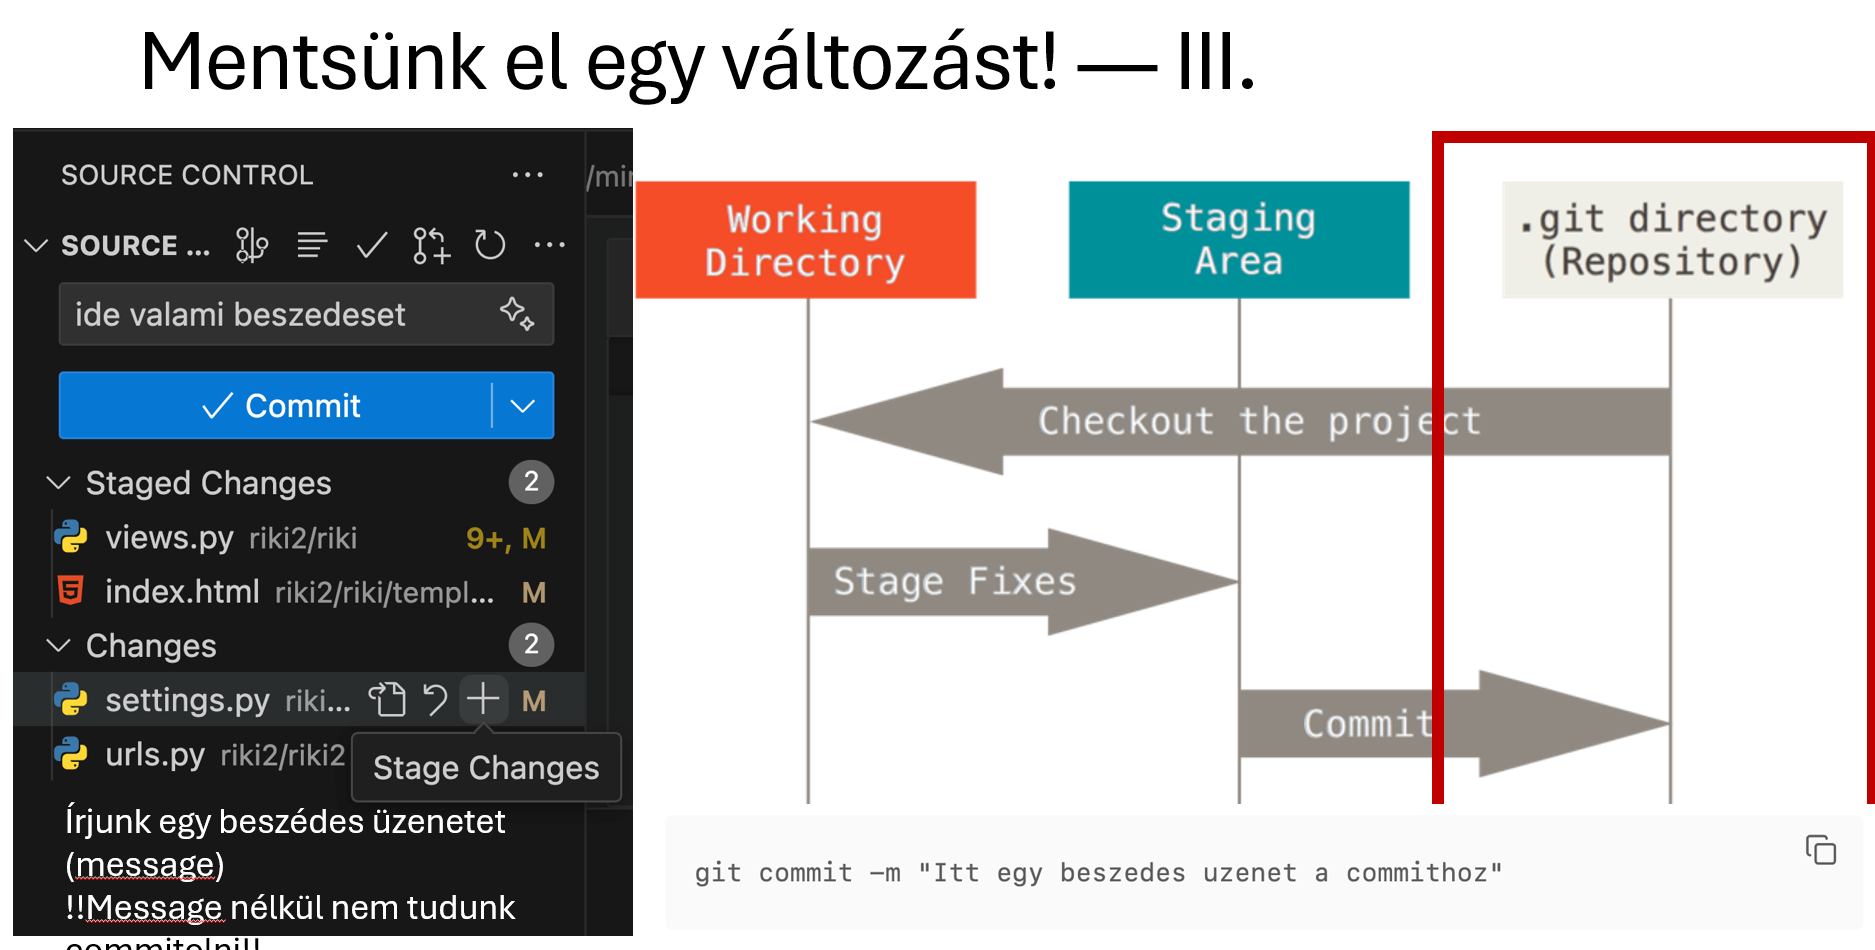 Mentsünk el egy változást! — III.
SOURCE CONTROL
SOURCE ...
ide valami beszedeset
Commit
Staged Changes 2
views.py riki2/riki 9+, M
index.html riki2/riki/templ... M
Changes 2
settings.py riki... M
urls.py riki2/riki2
Stage Changes
Írjunk egy beszédes üzenetet
(message)
!!Message nélkül nem tudunk
commitolni!!
/mi
Working
Directory
Staging
Area
.git directory
(Repository)
Checkout the project
Stage Fixes
Commit
git commit –m "Itt egy beszedes uzenet a commithoz"